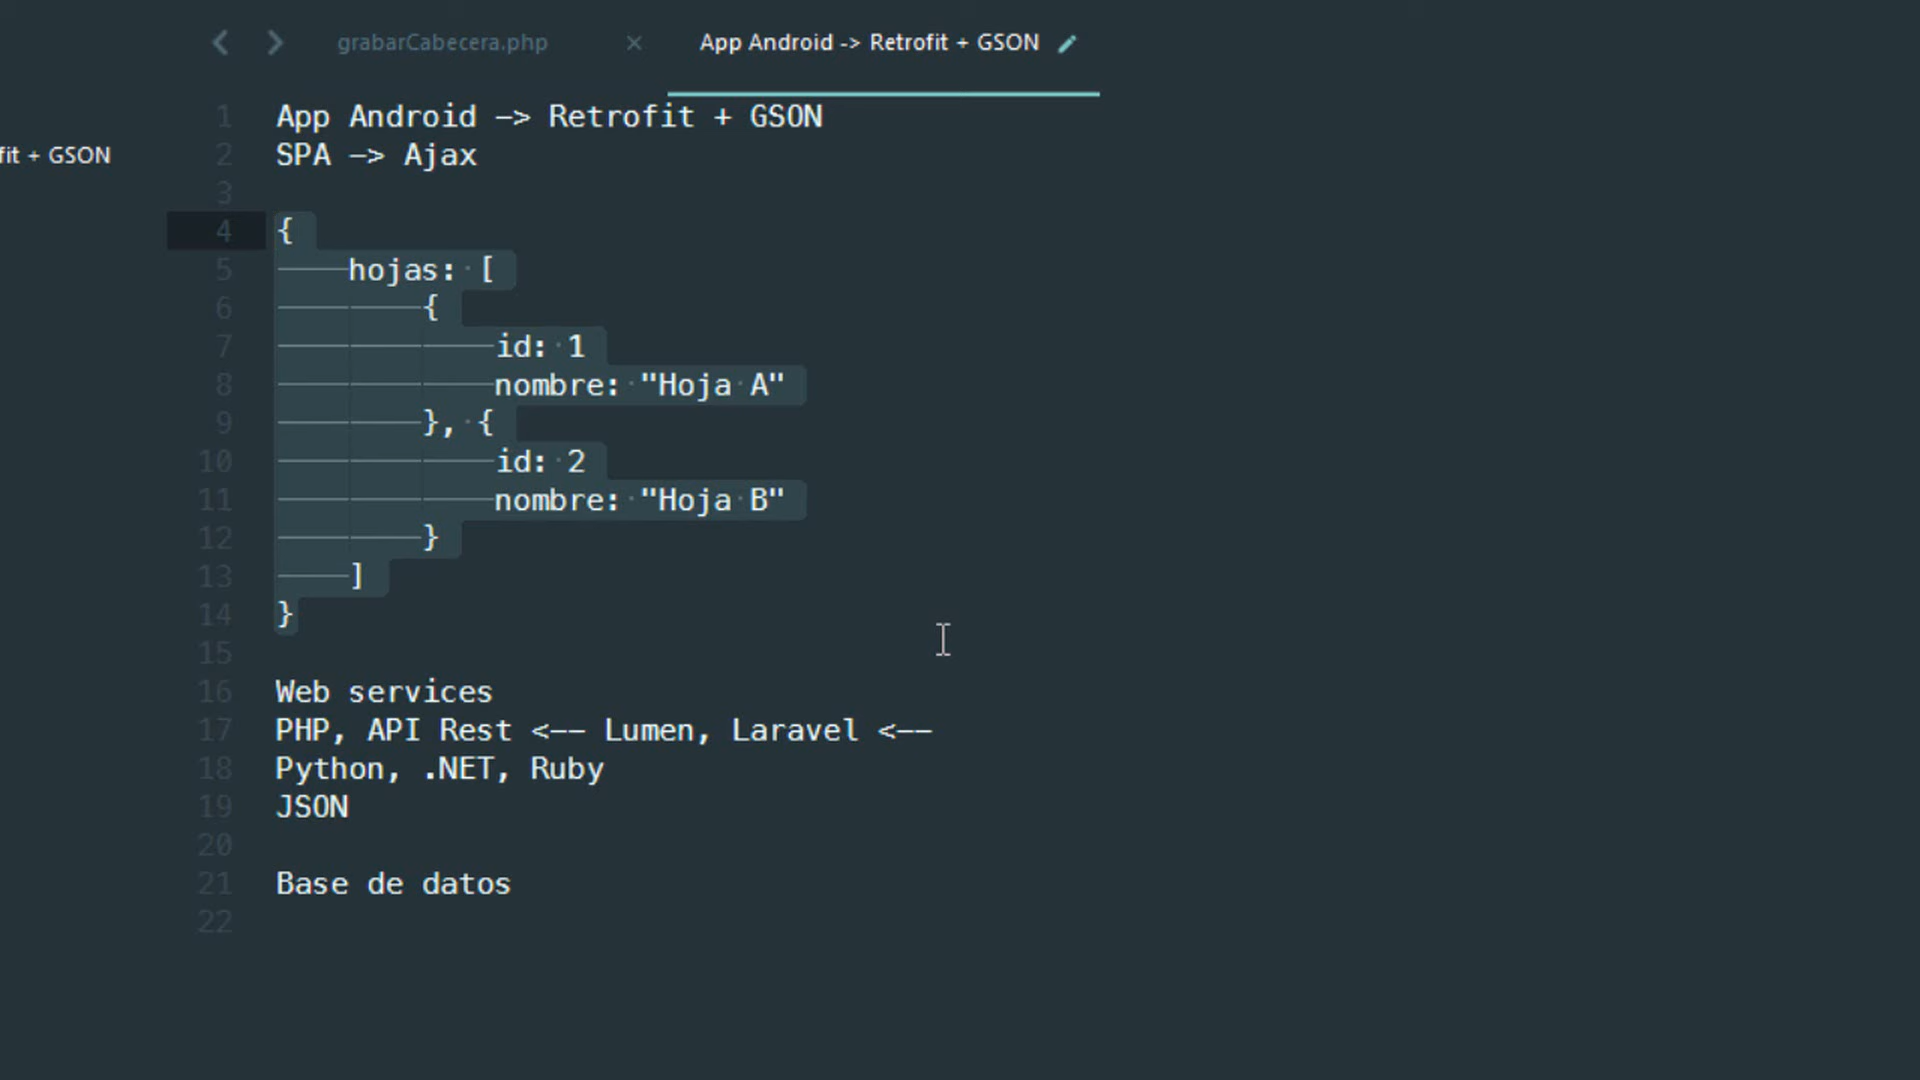 grabarCabecera.php × App Android -> Retrofit + GSON
fit + GSON
1 App Android —> Retrofit + GSON
2 SPA —> Ajax
3
4 {
5 hojas: [
6 {
7 id: 1
8 nombre: "Hoja A"
9 }, {
10 id: 2
11 nombre: "Hoja B"
12 }
13 ]
14 }
15
16 Web services
17 PHP, API Rest <-- Lumen, Laravel <--
18 Python, .NET, Ruby
19 JSON
20
21 Base de datos
22